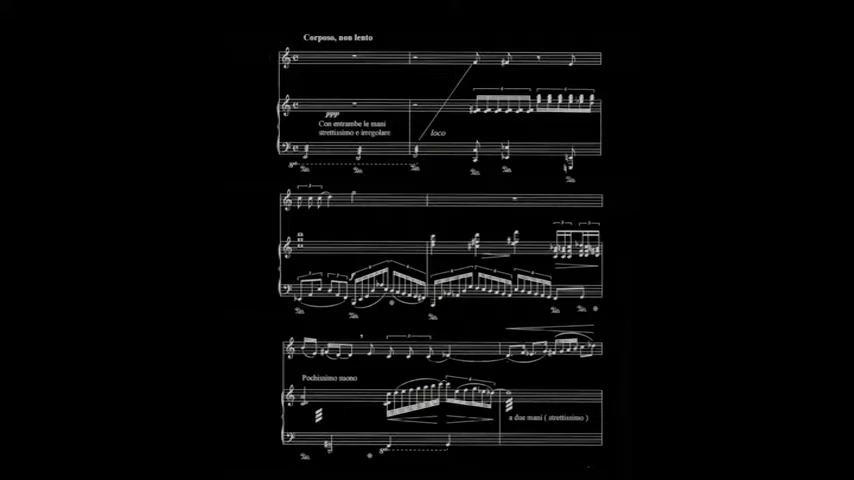 Corposo, non lento
ppp
Con entrambe le mani
strettissimo e irregolare
loco
Pochissimo suono
a due mani ( strettissimo )